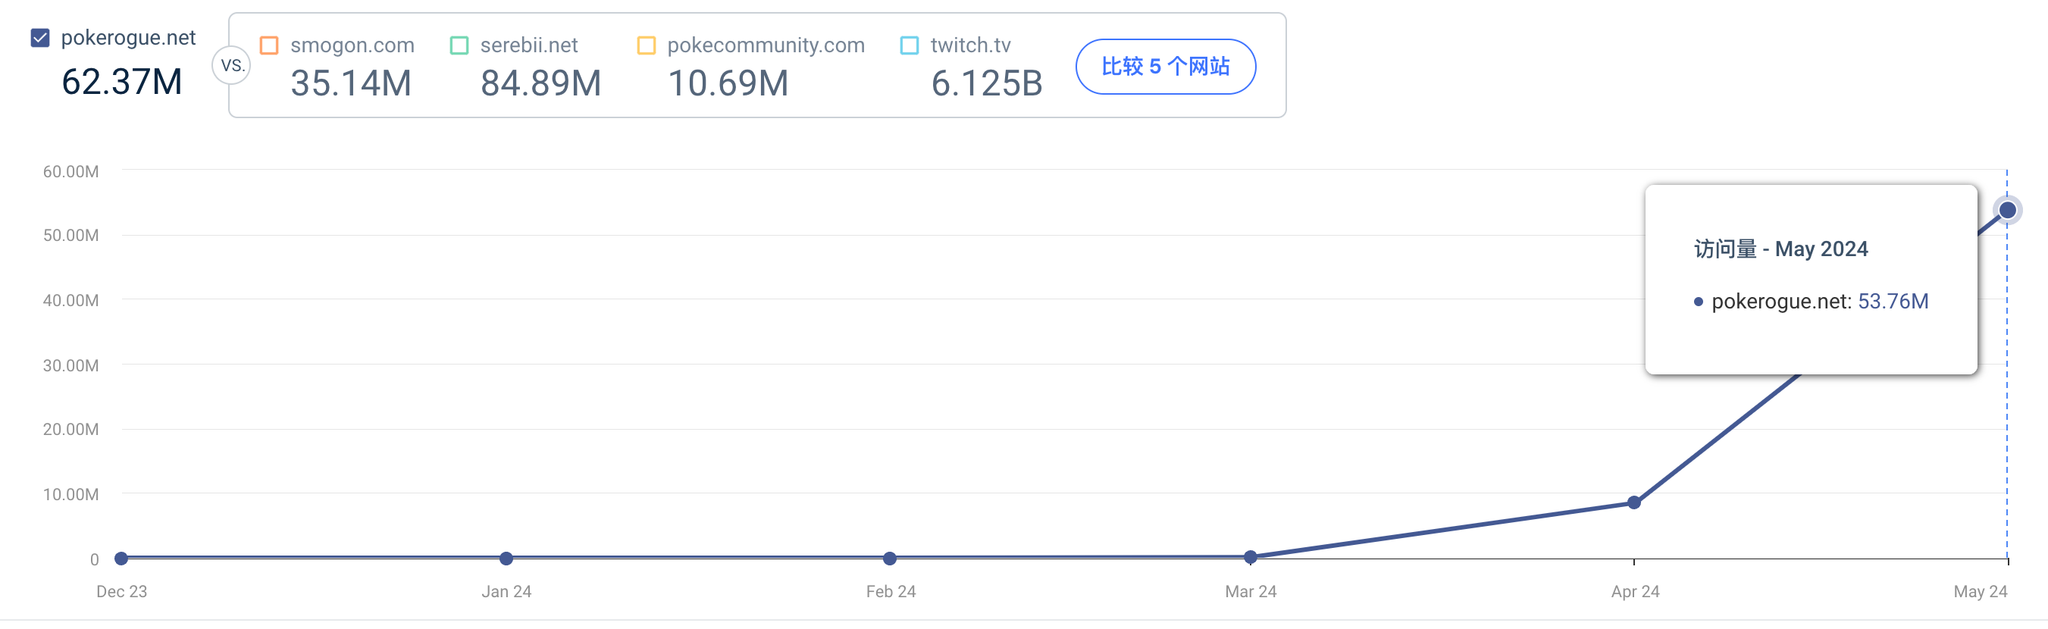 pokerogue.net
62.37M
VS.
smogon.com
35.14M
serebii.net
84.89M
pokecommunity.com
10.69M
twitch.tv
6.125B
比较 5 个网站
60.00M
50.00M
40.00M
30.00M
20.00M
10.00M
0
访问量 - May 2024
pokerogue.net: 53.76M
Dec 23
Jan 24
Feb 24
Mar 24
Apr 24
May 24